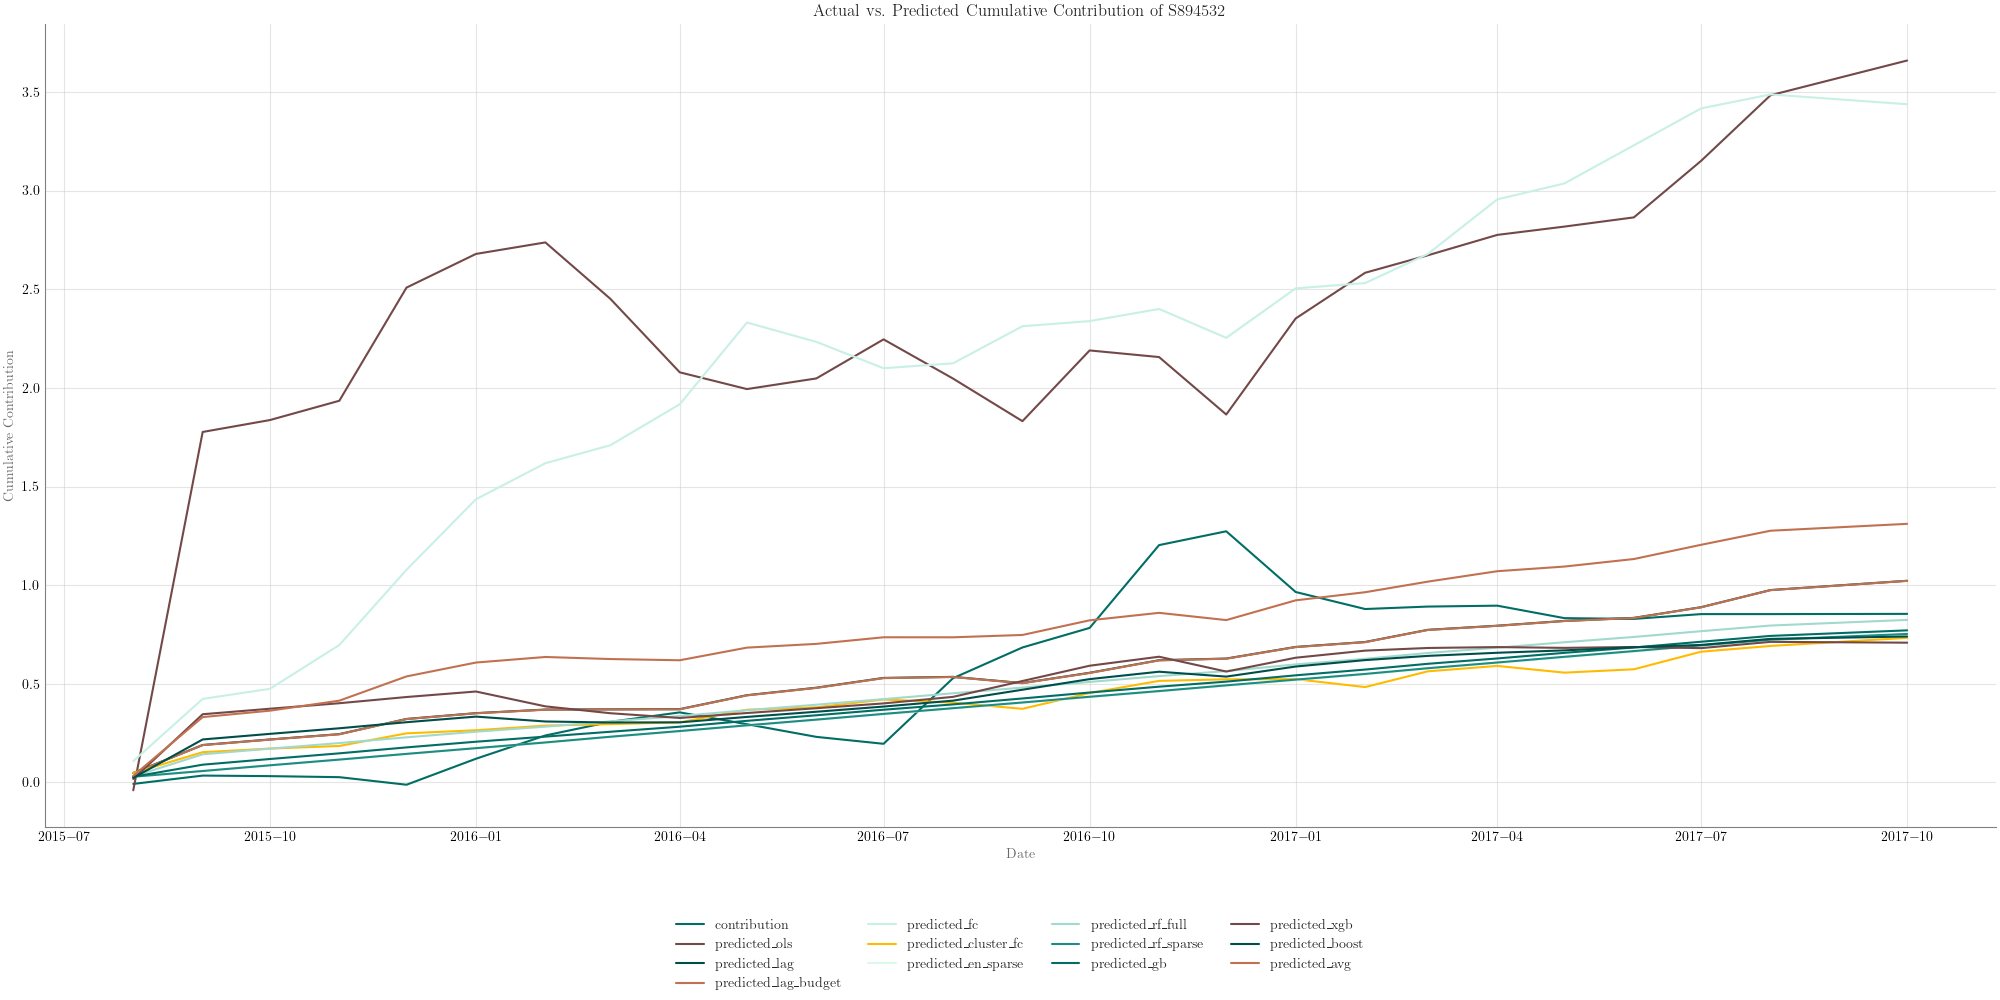 Actual vs. Predicted Cumulative Contribution of S894532
Cumulative Contribution
3.5
3.0
2.5
2.0
1.5
1.0
0.5
0.0
2015−07 2015−10 2016−01 2016−04 2016−07 2016−10 2017−01 2017−04 2017−07 2017−10
Date
contribution predicted_fc predicted_rf_full predicted_xgb
predicted_ols predicted_cluster_fc predicted_rf_sparse predicted_boost
predicted_lag predicted_en_sparse predicted_gb predicted_avg
predicted_lag_budget